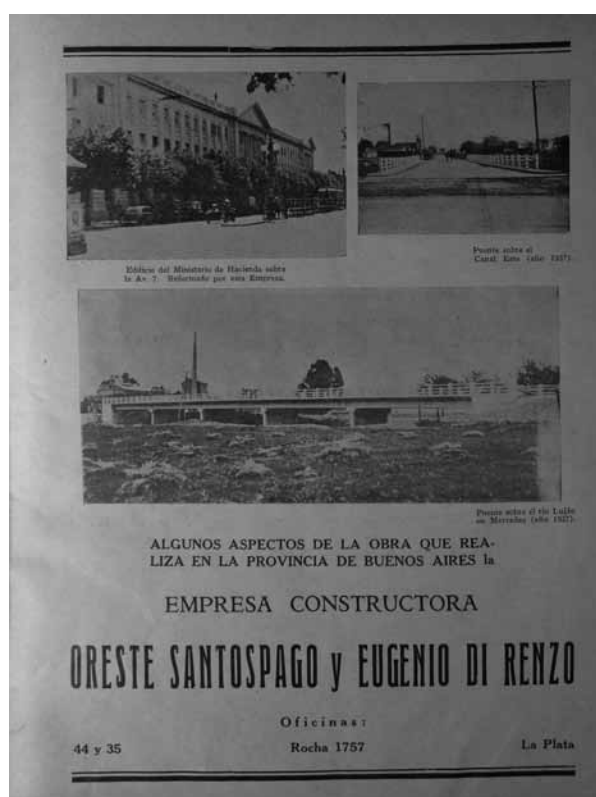 Edificio del Ministerio de Hacienda sobre
la Av. 7. Reformado por esta Empresa.
Puente sobre el
Canal Este (año 1937).
Puente sobre el río Luján
en Mercedes (año 1937).
ALGUNOS ASPECTOS DE LA OBRA QUE REA-
LIZA EN LA PROVINCIA DE BUENOS AIRES la
EMPRESA CONSTRUCTORA
ORESTE SANTOSPAGO y EUGENIO DI RENZO
Oficinas:
44 y 35 Rocha 1757 La Plata